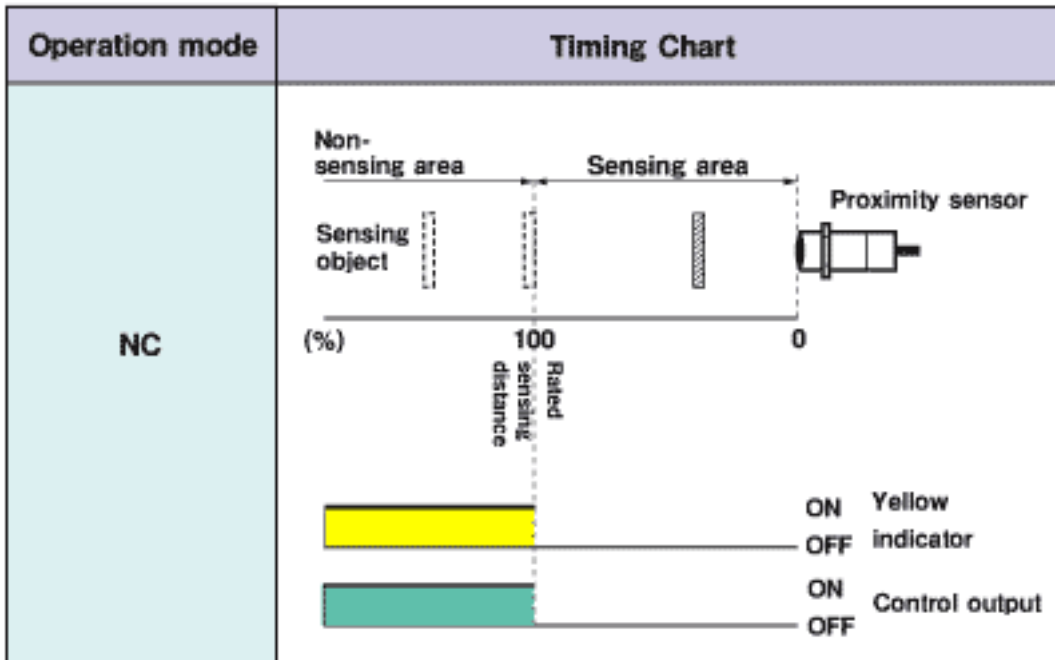 Operation mode
Timing Chart
NC
Non-
sensing area
Sensing area
Proximity sensor
Sensing
object
(%)
100
0
Rated
sensing
distance
ON
Yellow
OFF
indicator
ON
Control output
OFF